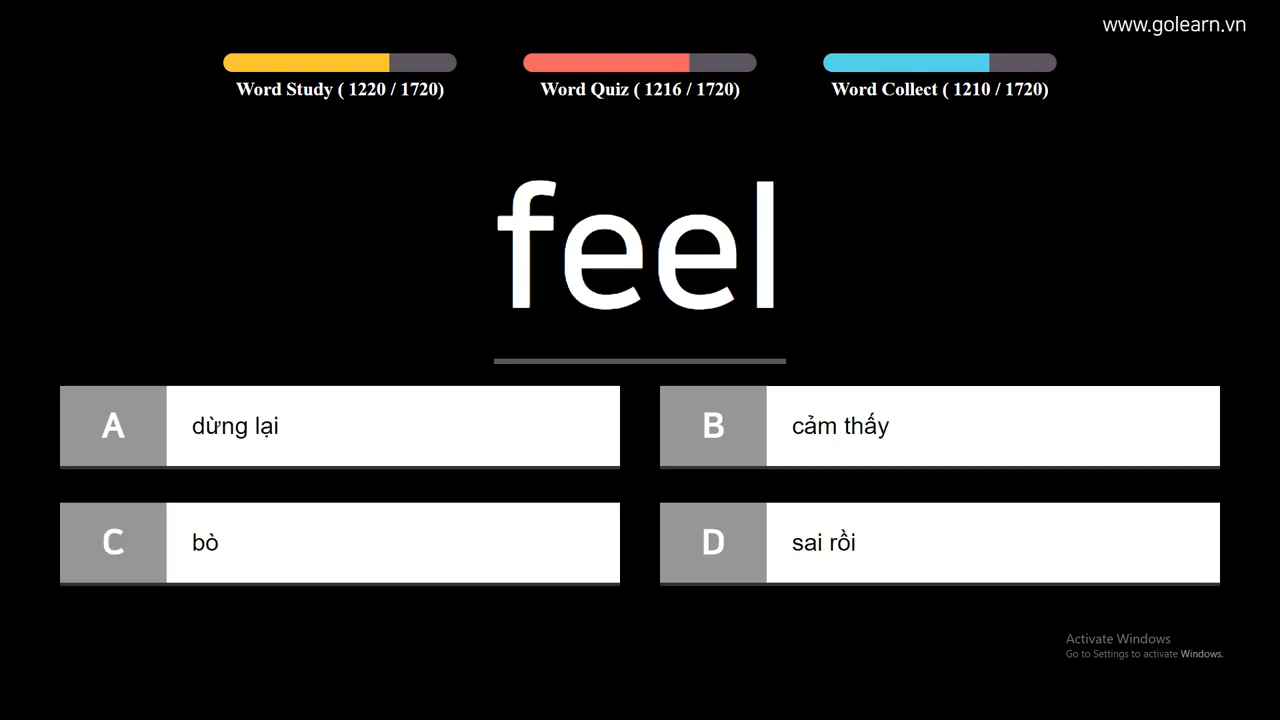 www.golearn.vn
Word Study ( 1220 / 1720)
Word Quiz ( 1216 / 1720)
Word Collect ( 1210 / 1720)
feel
A dừng lại
B cảm thấy
C bò
D sai rồi
Activate Windows
Go to Settings to activate Windows.